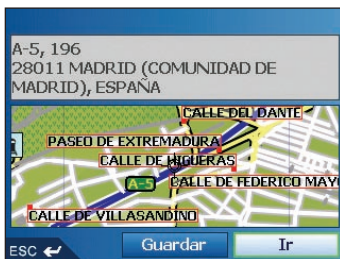 A-5, 196
28011 MADRID (COMUNIDAD DE
MADRID), ESPAÑA
CALLE DEL DANTE
PASEO DE EXTREMADURA
CALLE DE HIGUERAS
A-5
CALLE DE FEDERICO MAYO
CALLE DE VILLASANDINO
ESC
Guardar
Ir